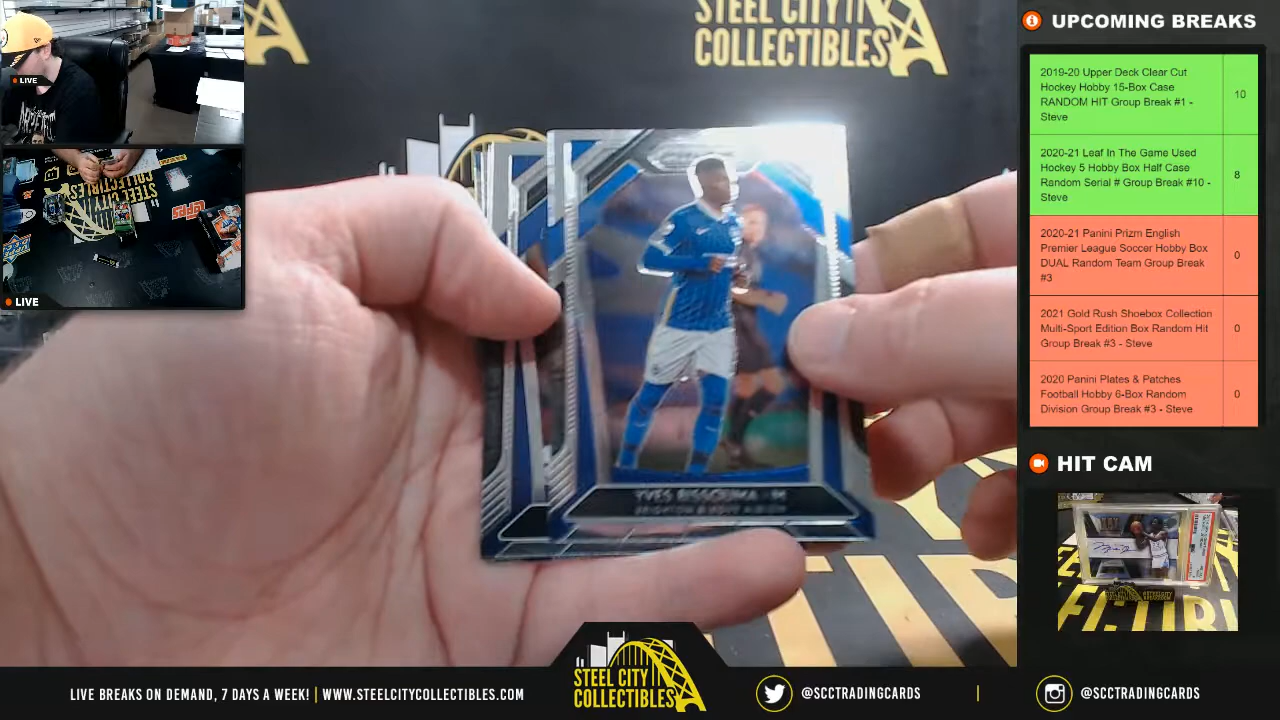 LIVE
LIVE
STEEL CITY
COLLECTIBLES
YVES BISSOUMA - M
BRIGHTON & HOVE ALBION
UPCOMING BREAKS
2019-20 Upper Deck Clear Cut
Hockey Hobby 15-Box Case
RANDOM HIT Group Break #1 -
Steve
10
2020-21 Leaf In The Game Used
Hockey 5 Hobby Box Half Case
Random Serial # Group Break #10 -
Steve
8
2020-21 Panini Prizm English
Premier League Soccer Hobby Box
DUAL Random Team Group Break
#3
0
2021 Gold Rush Shoebox Collection
Multi-Sport Edition Box Random Hit
Group Break #3 - Steve
0
2020 Panini Plates & Patches
Football Hobby 6-Box Random
Division Group Break #3 - Steve
0
HIT CAM
LIVE BREAKS ON DEMAND, 7 DAYS A WEEK! | WWW.STEELCITYCOLLECTIBLES.COM
STEEL CITY
COLLECTIBLES
@SCCTRADINGCARDS
|
@SCCTRADINGCARDS